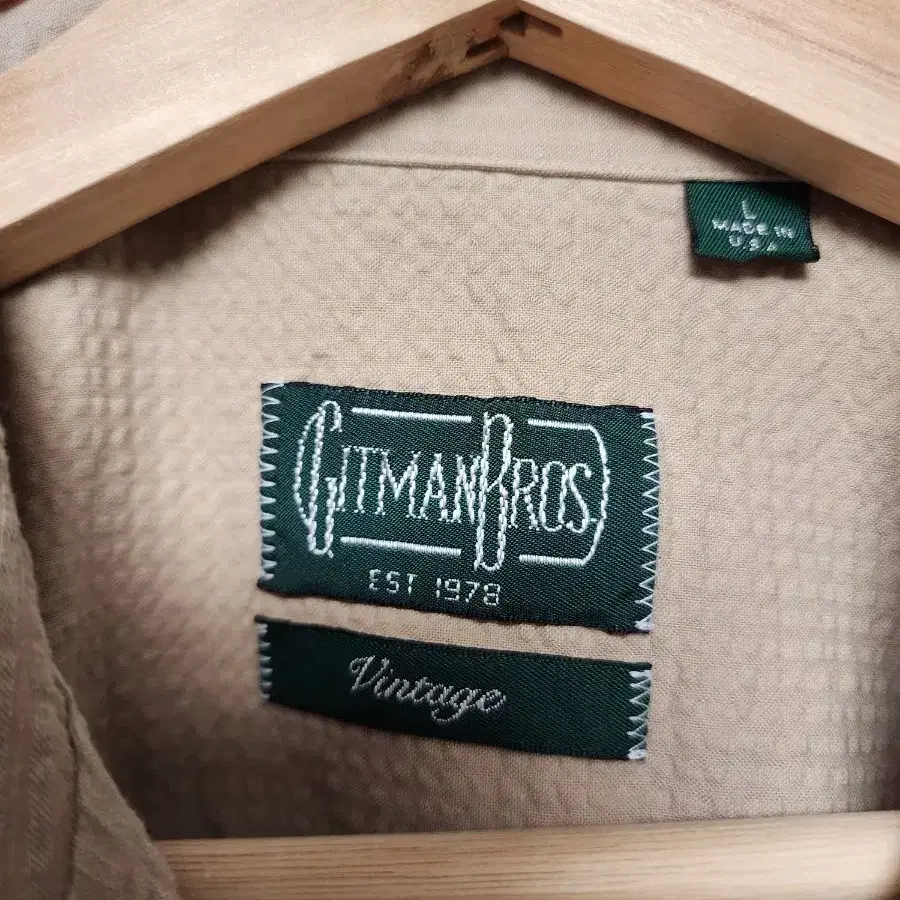 L
MADE IN
U.S.A
GITMAN BROS.
EST 1978
Vintage